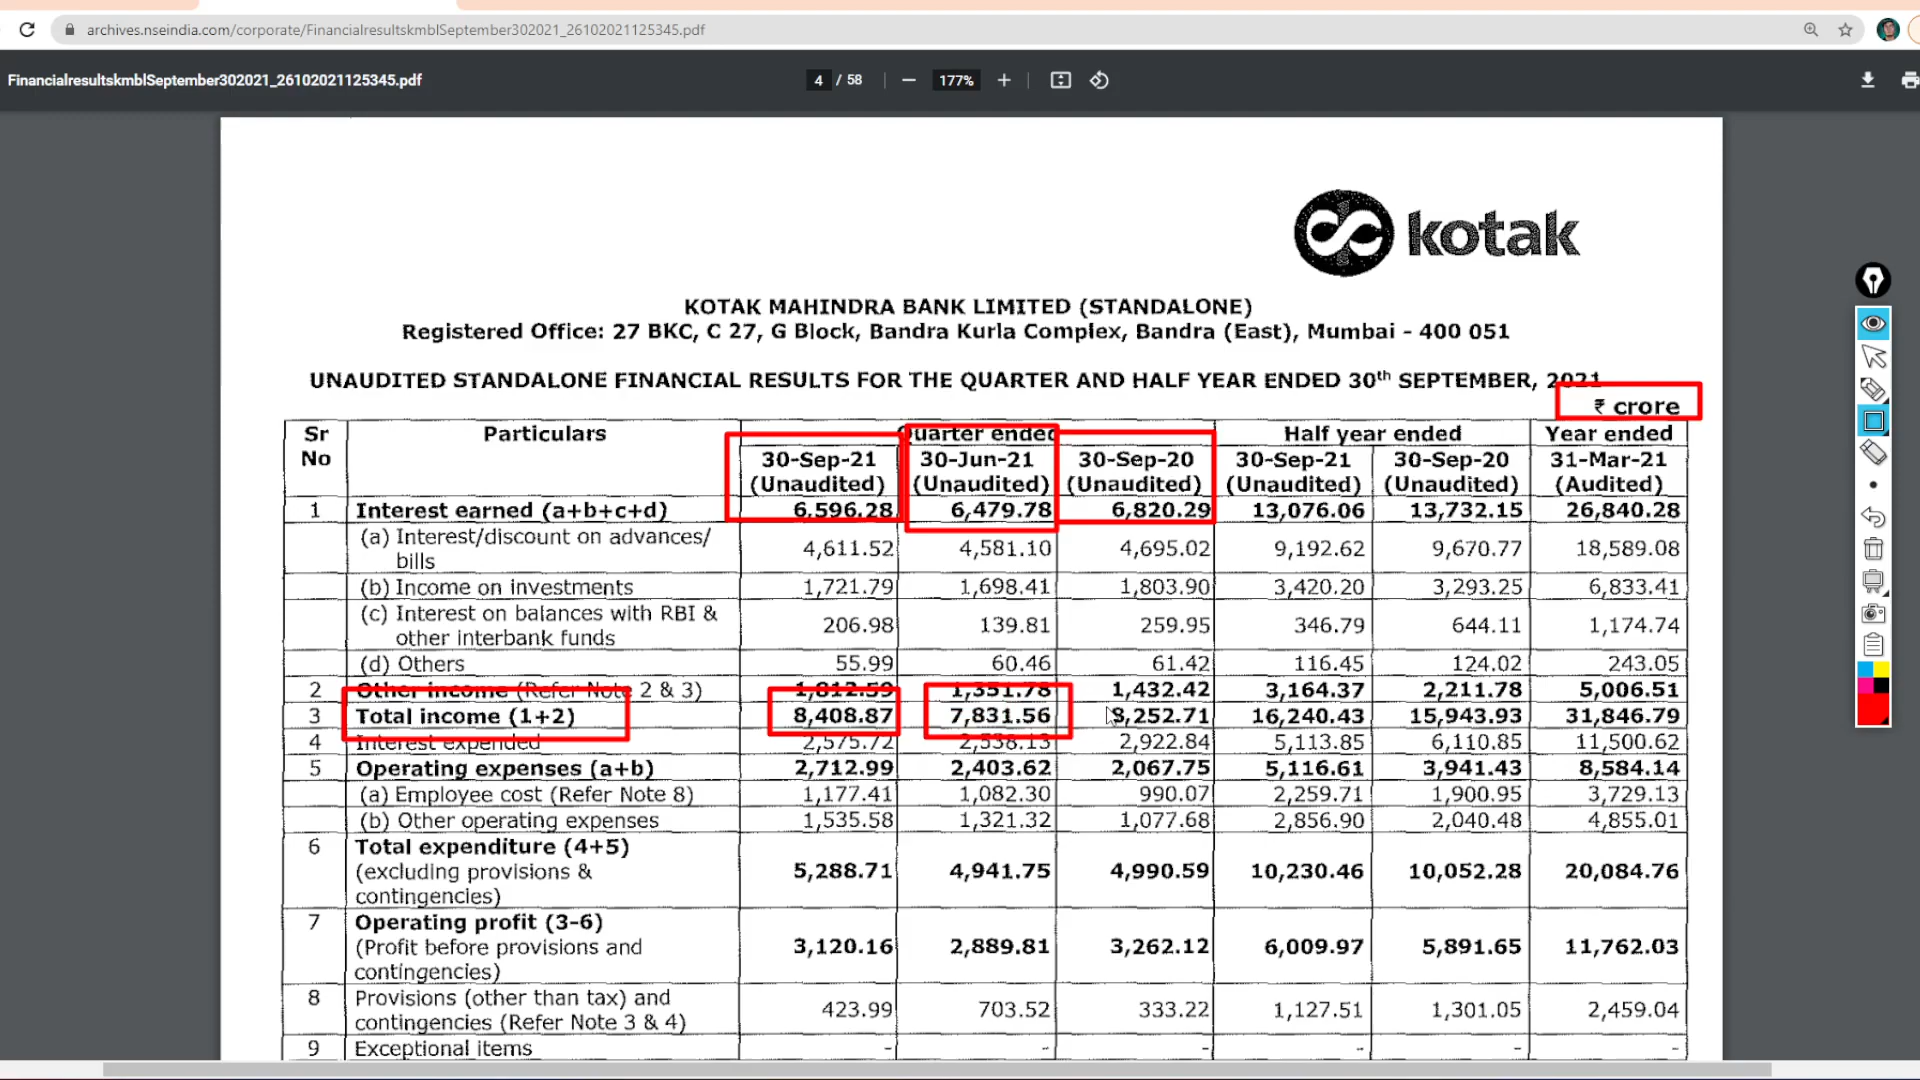 archives.nseindia.com/corporate/FinancialresultskmblSeptember302021_26102021125345.pdf
FinancialresultskmblSeptember302021_26102021125345.pdf
4 / 58
177%
kotak
KOTAK MAHINDRA BANK LIMITED (STANDALONE)
Registered Office: 27 BKC, C 27, G Block, Bandra Kurla Complex, Bandra (East), Mumbai - 400 051
UNAUDITED STANDALONE FINANCIAL RESULTS FOR THE QUARTER AND HALF YEAR ENDED 30th SEPTEMBER, 2021
₹ crore
Sr No Particulars Quarter ended Half year ended Year ended
30-Sep-21 30-Jun-21 30-Sep-20 30-Sep-21 30-Sep-20 31-Mar-21
(Unaudited) (Unaudited) (Unaudited) (Unaudited) (Unaudited) (Audited)
1 Interest earned (a+b+c+d) 6,596.28 6,479.78 6,820.29 13,076.06 13,732.15 26,840.28
(a) Interest/discount on advances/
bills 4,611.52 4,581.10 4,695.02 9,192.62 9,670.77 18,589.08
(b) Income on investments 1,721.79 1,698.41 1,803.90 3,420.20 3,293.25 6,833.41
(c) Interest on balances with RBI &
other interbank funds 206.98 139.81 259.95 346.79 644.11 1,174.74
(d) Others 55.99 60.46 61.42 116.45 124.02 243.05
2 Other income (Refer Note 2 & 3) 1,812.59 1,351.78 1,432.42 3,164.37 2,211.78 5,006.51
3 Total income (1+2) 8,408.87 7,831.56 8,252.71 16,240.43 15,943.93 31,846.79
4 Interest expended 2,575.72 2,538.13 2,922.84 5,113.85 6,110.85 11,500.62
5 Operating expenses (a+b) 2,712.99 2,403.62 2,067.75 5,116.61 3,941.43 8,584.14
(a) Employee cost (Refer Note 8) 1,177.41 1,082.30 990.07 2,259.71 1,900.95 3,729.13
(b) Other operating expenses 1,535.58 1,321.32 1,077.68 2,856.90 2,040.48 4,855.01
6 Total expenditure (4+5)
(excluding provisions & 5,288.71 4,941.75 4,990.59 10,230.46 10,052.28 20,084.76
contingencies)
7 Operating profit (3-6)
(Profit before provisions and 3,120.16 2,889.81 3,262.12 6,009.97 5,891.65 11,762.03
contingencies)
8 Provisions (other than tax) and
contingencies (Refer Note 3 & 4) 423.99 703.52 333.22 1,127.51 1,301.05 2,459.04
9 Exceptional items - - - - - -